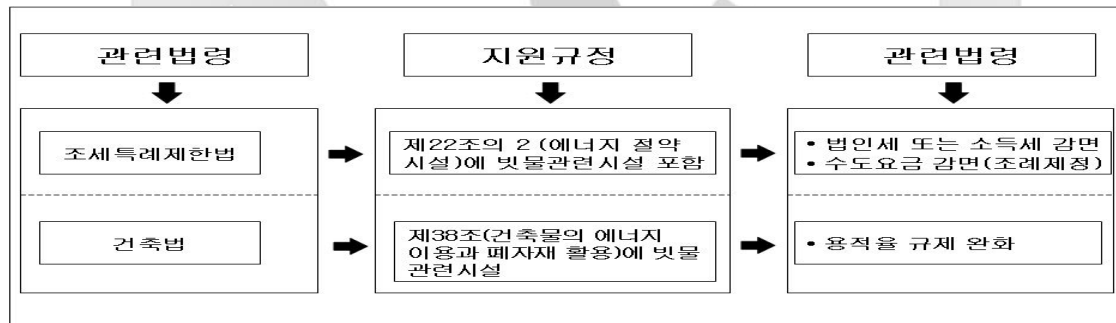 관련법령
지원규정
관련법령
조세특례제한법
제22조의 2 (에너지 절약
시설)에 빗물관련시설 포함
• 법인세 또는 소득세 감면
• 수도요금 감면(조례제정)
건축법
제38조(건축물의 에너지
이용과 폐자재 활용)에 빗물
관련시설
• 용적율 규제 완화